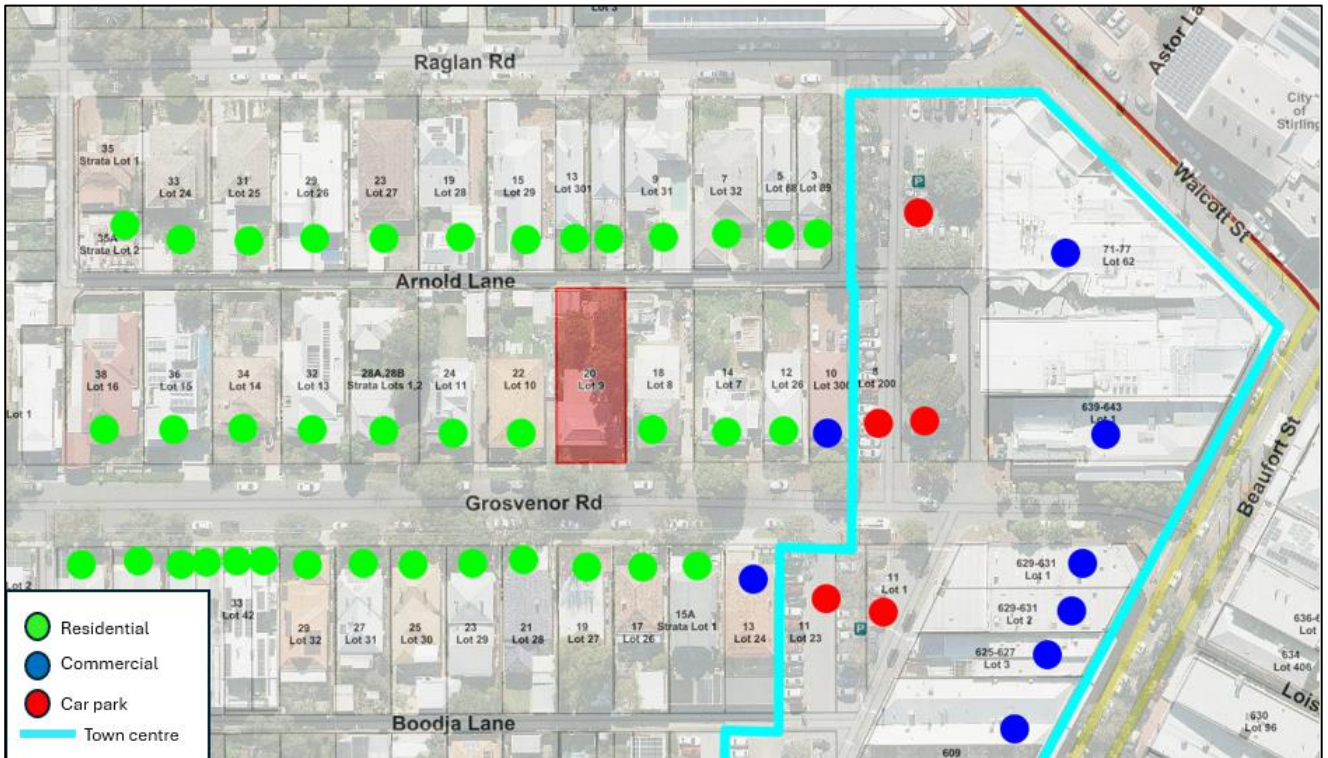 Lot 3
Raglan Rd
Astor La
City
of
Stirling
35
Strata Lot 1
33
Lot 24
31
Lot 25
29
Lot 26
23
Lot 27
19
Lot 28
15
Lot 29
13
Lot 301
9
Lot 31
7
Lot 32
5
Lot 88
3
Lot 89
P
Walcott St
35A
Strata Lot 2
71-77
Lot 62
Arnold Lane
38
Lot 16
36
Lot 15
34
Lot 14
32
Lot 13
28A,28B
Strata Lots 1,2
24
Lot 11
22
Lot 10
20
Lot 9
18
Lot 8
14
Lot 7
12
Lot 26
10
Lot 300
8
Lot 200
Lot 1
639-643
Lot 1
Beaufort St
Grosvenor Rd
Lot 2
33
Lot 42
29
Lot 32
27
Lot 31
25
Lot 30
23
Lot 29
21
Lot 28
19
Lot 27
17
Lot 26
15A
Strata Lot 1
13
Lot 24
11
Lot 23
11
Lot 1
P
629-631
Lot 1
629-631
Lot 2
625-627
Lot 3
636-6
Lot
634
Lot 406
Lois
630
Lot 96
609
Boodja Lane
Residential
Commercial
Car park
Town centre